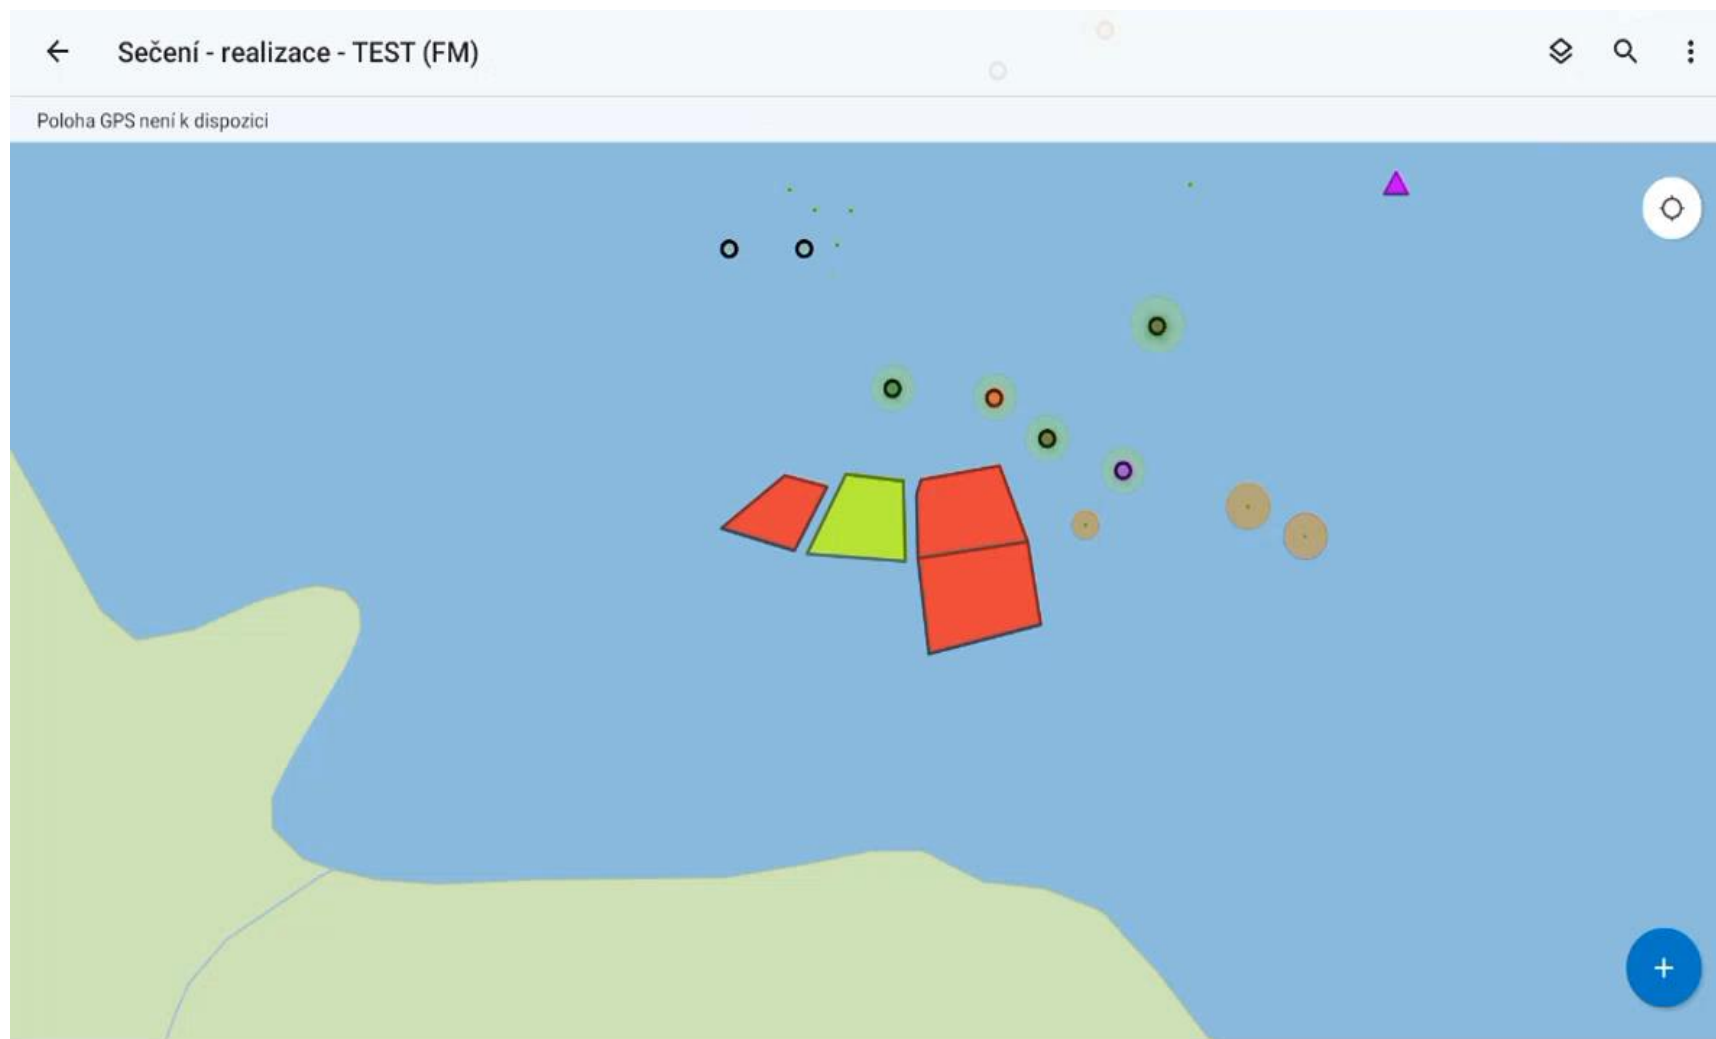 Sečení - realizace - TEST (FM)
Poloha GPS není k dispozici